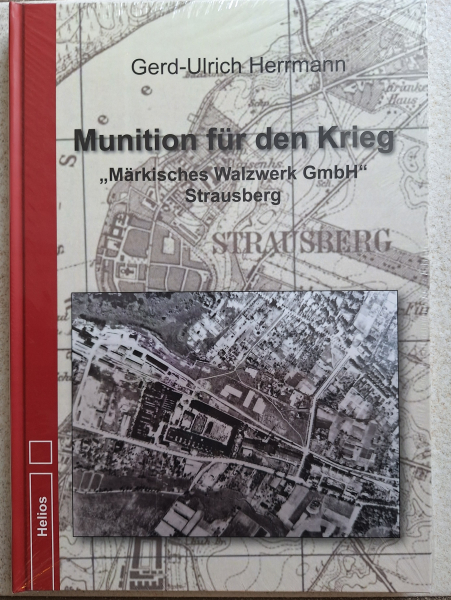 Gerd-Ulrich Herrmann
Munition für den Krieg
„Märkisches Walzwerk GmbH“
Strausberg
STRAUSBERG
Helios